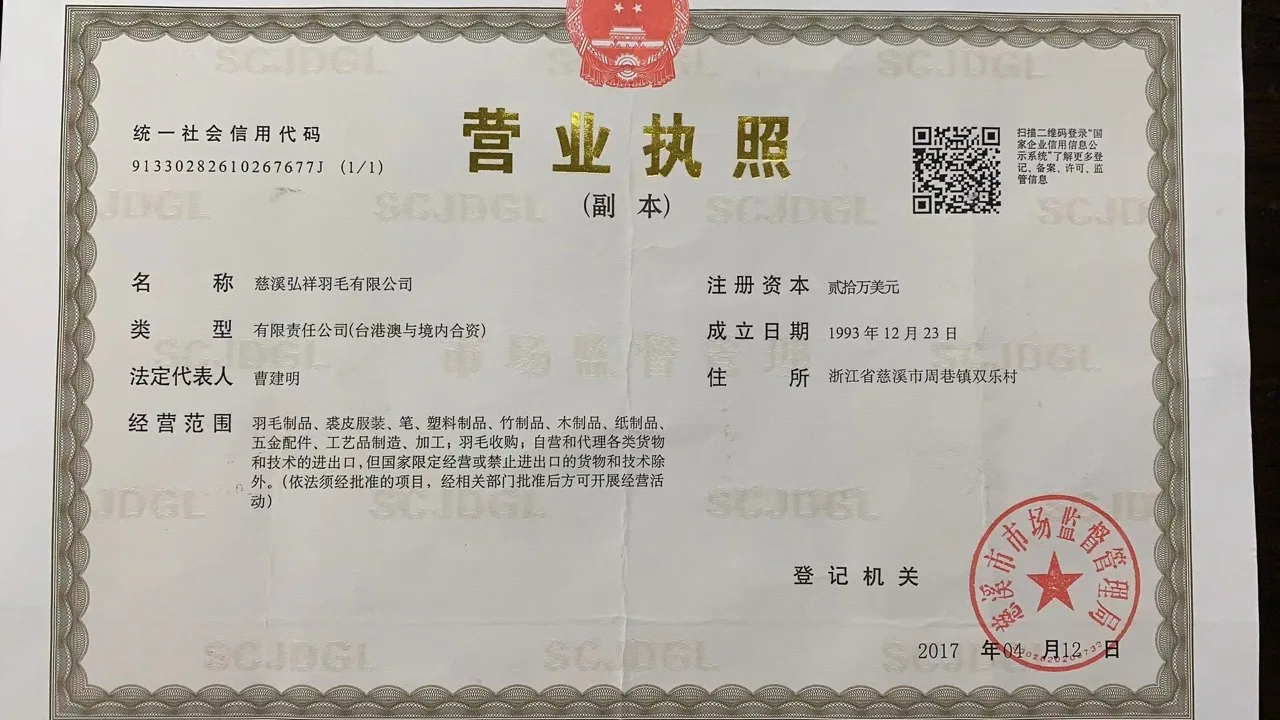 营业执照
(副 本)
统一社会信用代码
91330282610267677J (1/1)
扫描二维码登录“国
家企业信用信息公
示系统”了解更多登
记、备案、许可、监
管信息
名 称 慈溪弘祥羽毛有限公司
类 型 有限责任公司(台港澳与境内合资)
法定代表人 曹建明
经营范围 羽毛制品、裘皮服装、笔、塑料制品、竹制品、木制品、纸制品、
五金配件、工艺品制造、加工；羽毛收购；自营和代理各类货物
和技术的进出口,但国家限定经营或禁止进出口的货物和技术除
外。(依法须经批准的项目，经相关部门批准后方可开展经营活
动)
注册资本 贰拾万美元
成立日期 1993 年 12 月 23 日
住 所 浙江省慈溪市周巷镇双乐村
登记机关
慈溪市市场监督管理局
2017 年 04 月 12 日
SCJDGL
市场监督管理